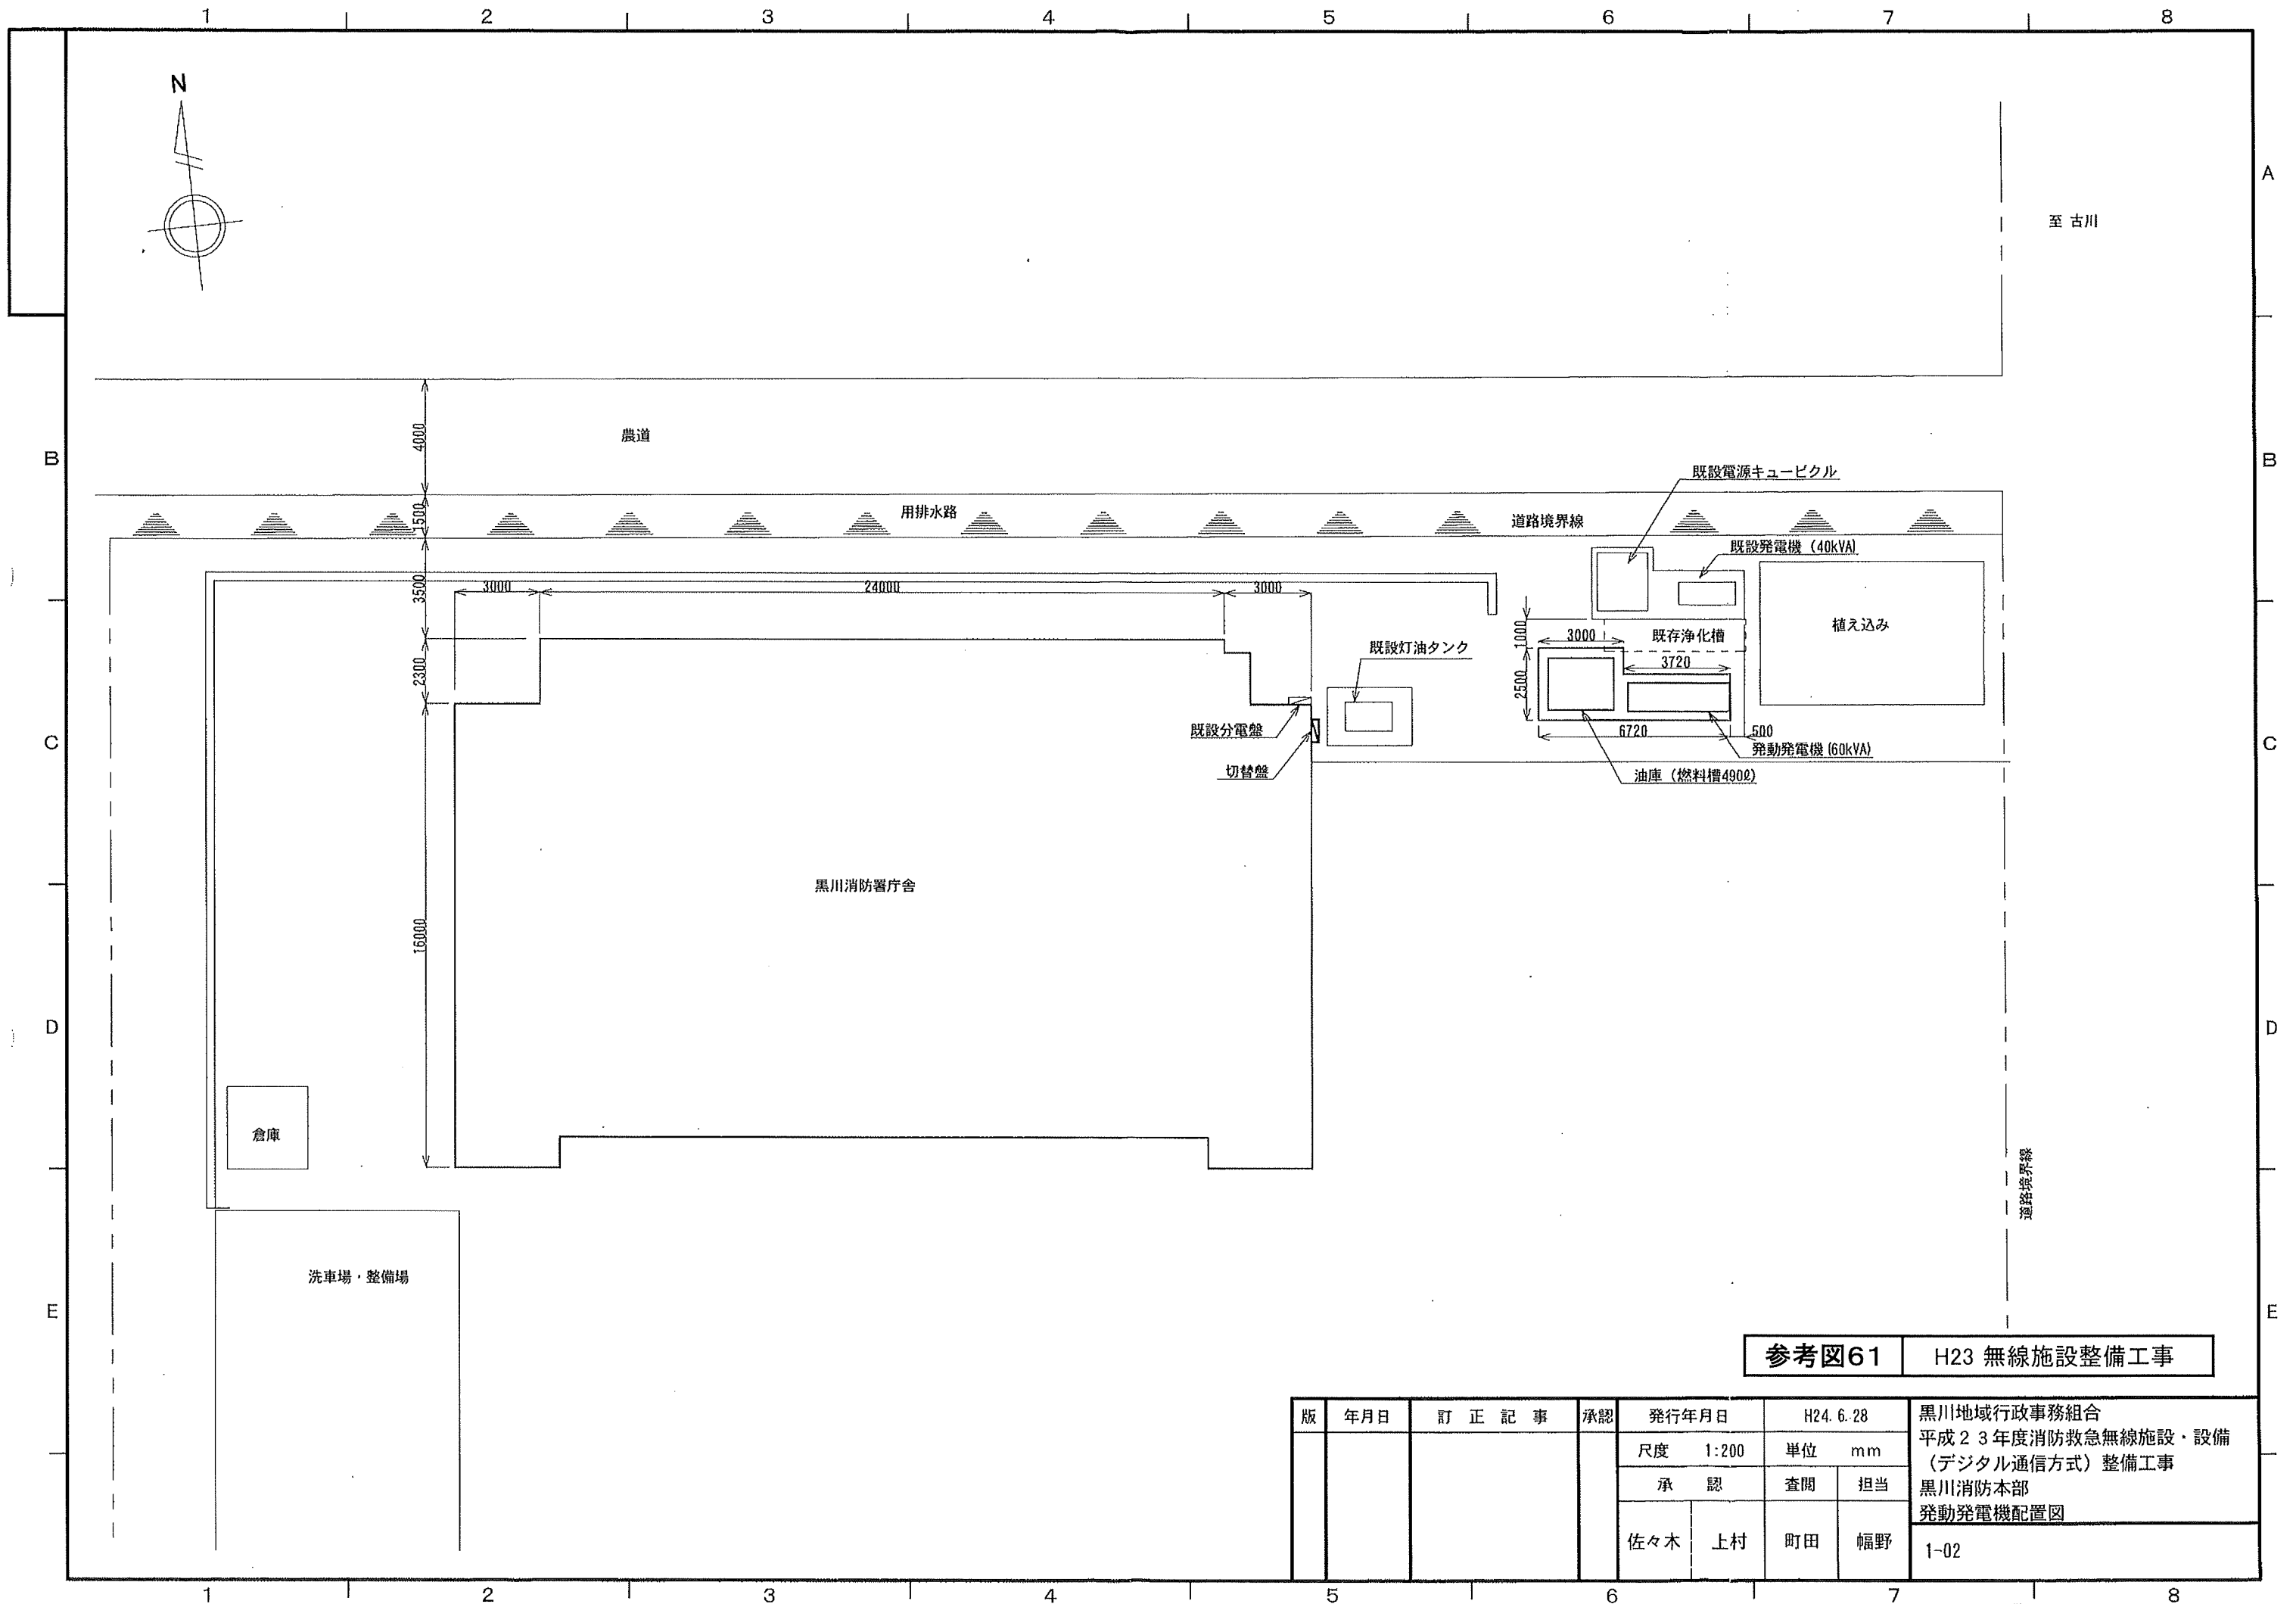 1 2 3 4 5 6 7 8
N
A
至 古川
4000
農道
B
B
既設電源キュービクル
1500
用排水路
道路境界線
既設発電機 (40kVA)
3500
3000
24000
3000
1000
3000
既存浄化槽
植え込み
既設灯油タンク
2300
3720
2500
既設分電盤
6720
500
C
C
発動発電機 (60kVA)
切替盤
油庫 (燃料槽490ℓ)
黒川消防署庁舎
16000
D
D
倉庫
道路境界線
洗車場・整備場
E
E
参考図61
H23 無線施設整備工事
版
年月日
訂 正 記 事
承認
発行年月日
H24. 6. 28
尺度 1:200
単位 mm
承 認
査閲
担当
佐々木
上村
町田
幅野
黒川地域行政事務組合
平成23年度消防救急無線施設・設備
(デジタル通信方式) 整備工事
黒川消防本部
発動発電機配置図
1-02
1 2 3 4 5 6 7 8